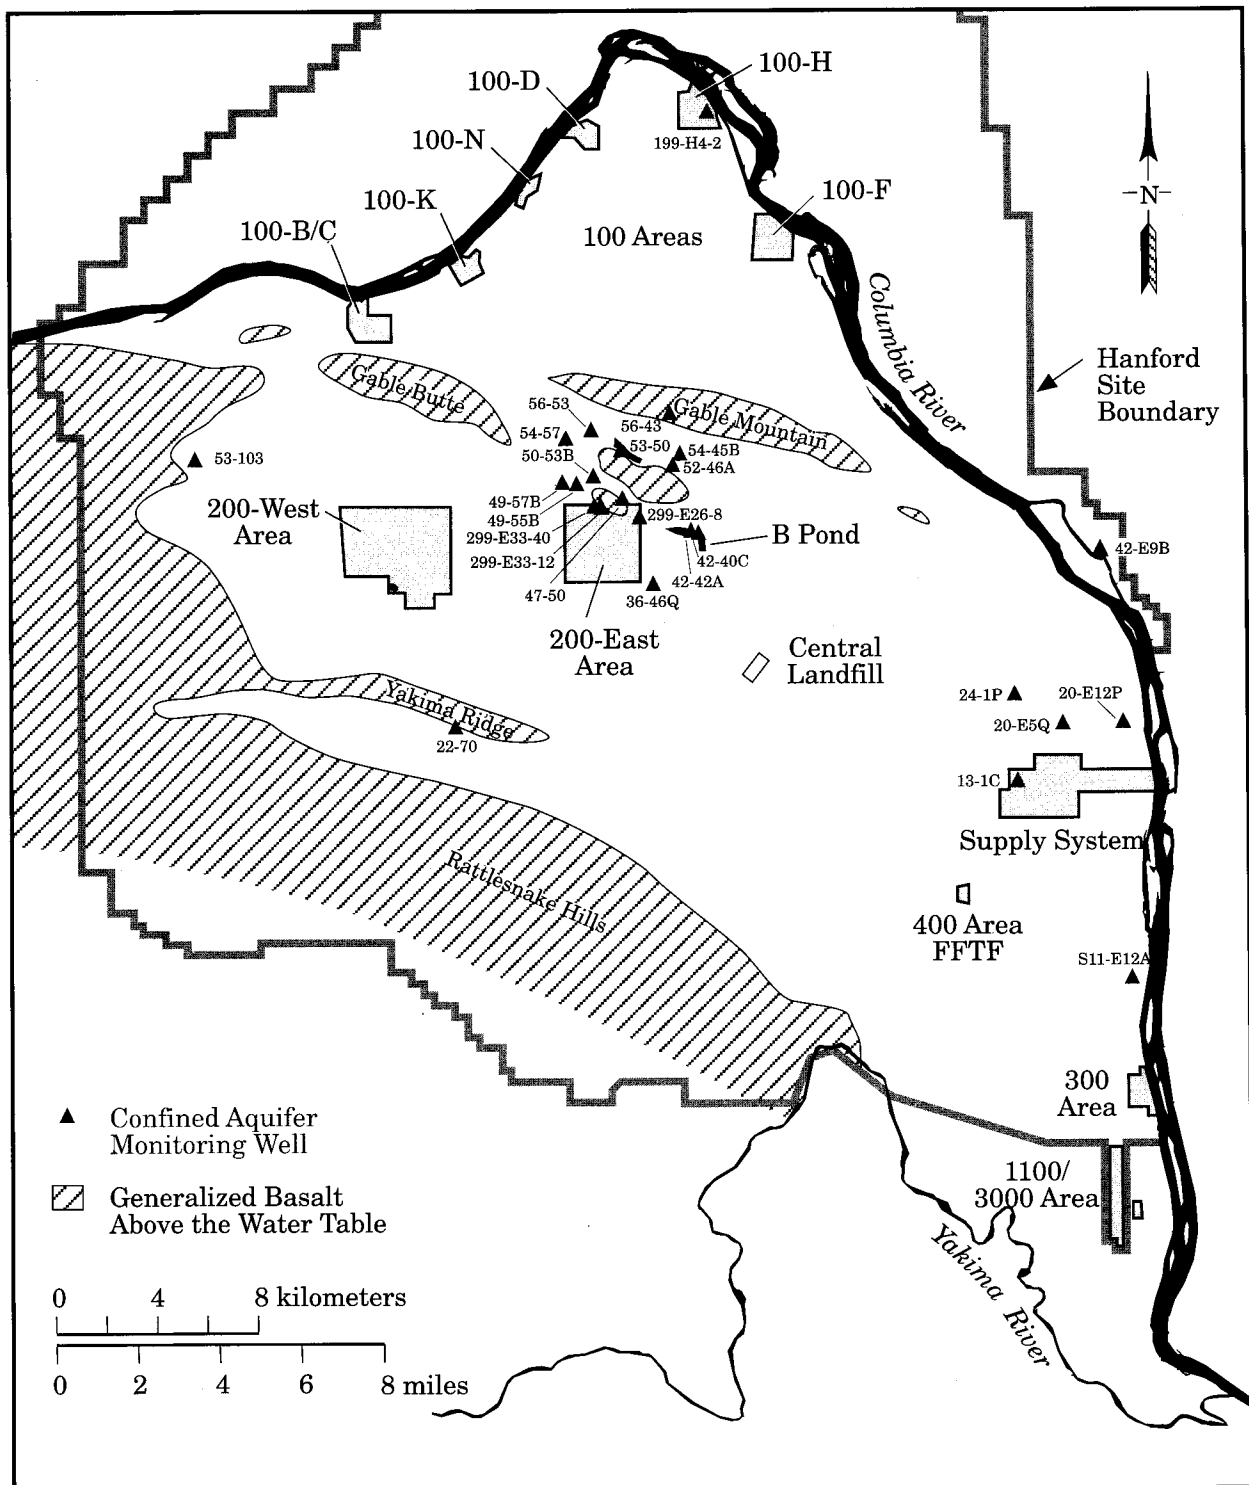 100-H
100-D
199-H4-2
100-N
100-K
100-F
100-B/C
100 Areas
N
Columbia River
Hanford
Site
Boundary
Gable Butte
Gable Mountain
56-53
56-43
54-57
53-50
54-45B
50-53B
52-46A
53-103
49-57B
49-55B
299-E26-8
299-E33-40
299-E33-12
47-50
200-West
Area
B Pond
42-40C
42-42A
36-46Q
42-E9B
200-East
Area
Central
Landfill
Yakima Ridge
22-70
24-1P
20-E12P
20-E5Q
13-1C
Supply System
Rattlesnake Hills
400 Area
FFTF
S11-E12A
300
Area
1100/
3000 Area
Yakima River
Confined Aquifer
Monitoring Well
Generalized Basalt
Above the Water Table
0 4 8 kilometers
0 2 4 6 8 miles